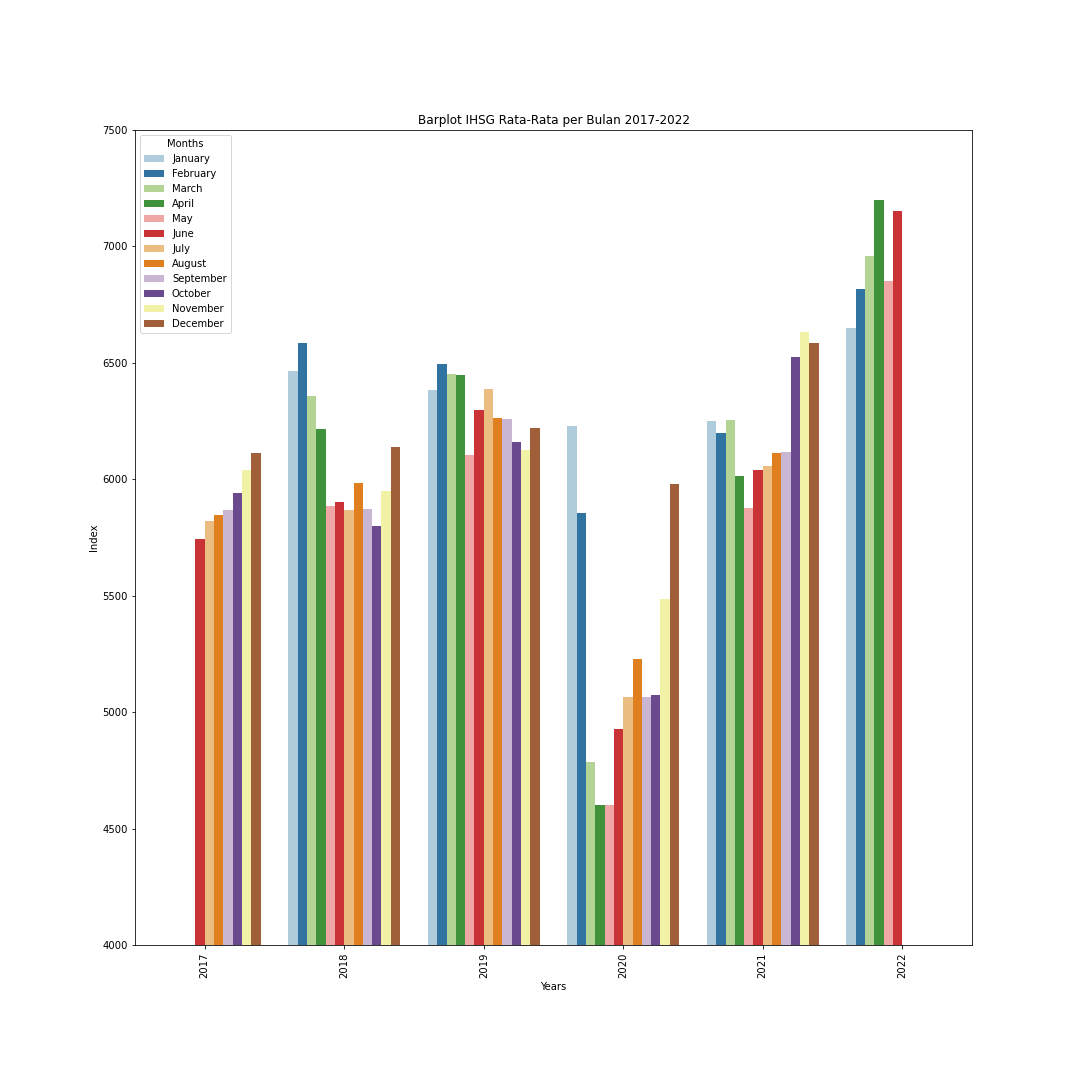 Barplot IHSG Rata-Rata per Bulan 2017-2022
7500
7000
6500
6000
5500
5000
4500
4000
Index
Months
January
February
March
April
May
June
July
August
September
October
November
December
2017
2018
2019
2020
2021
2022
Years